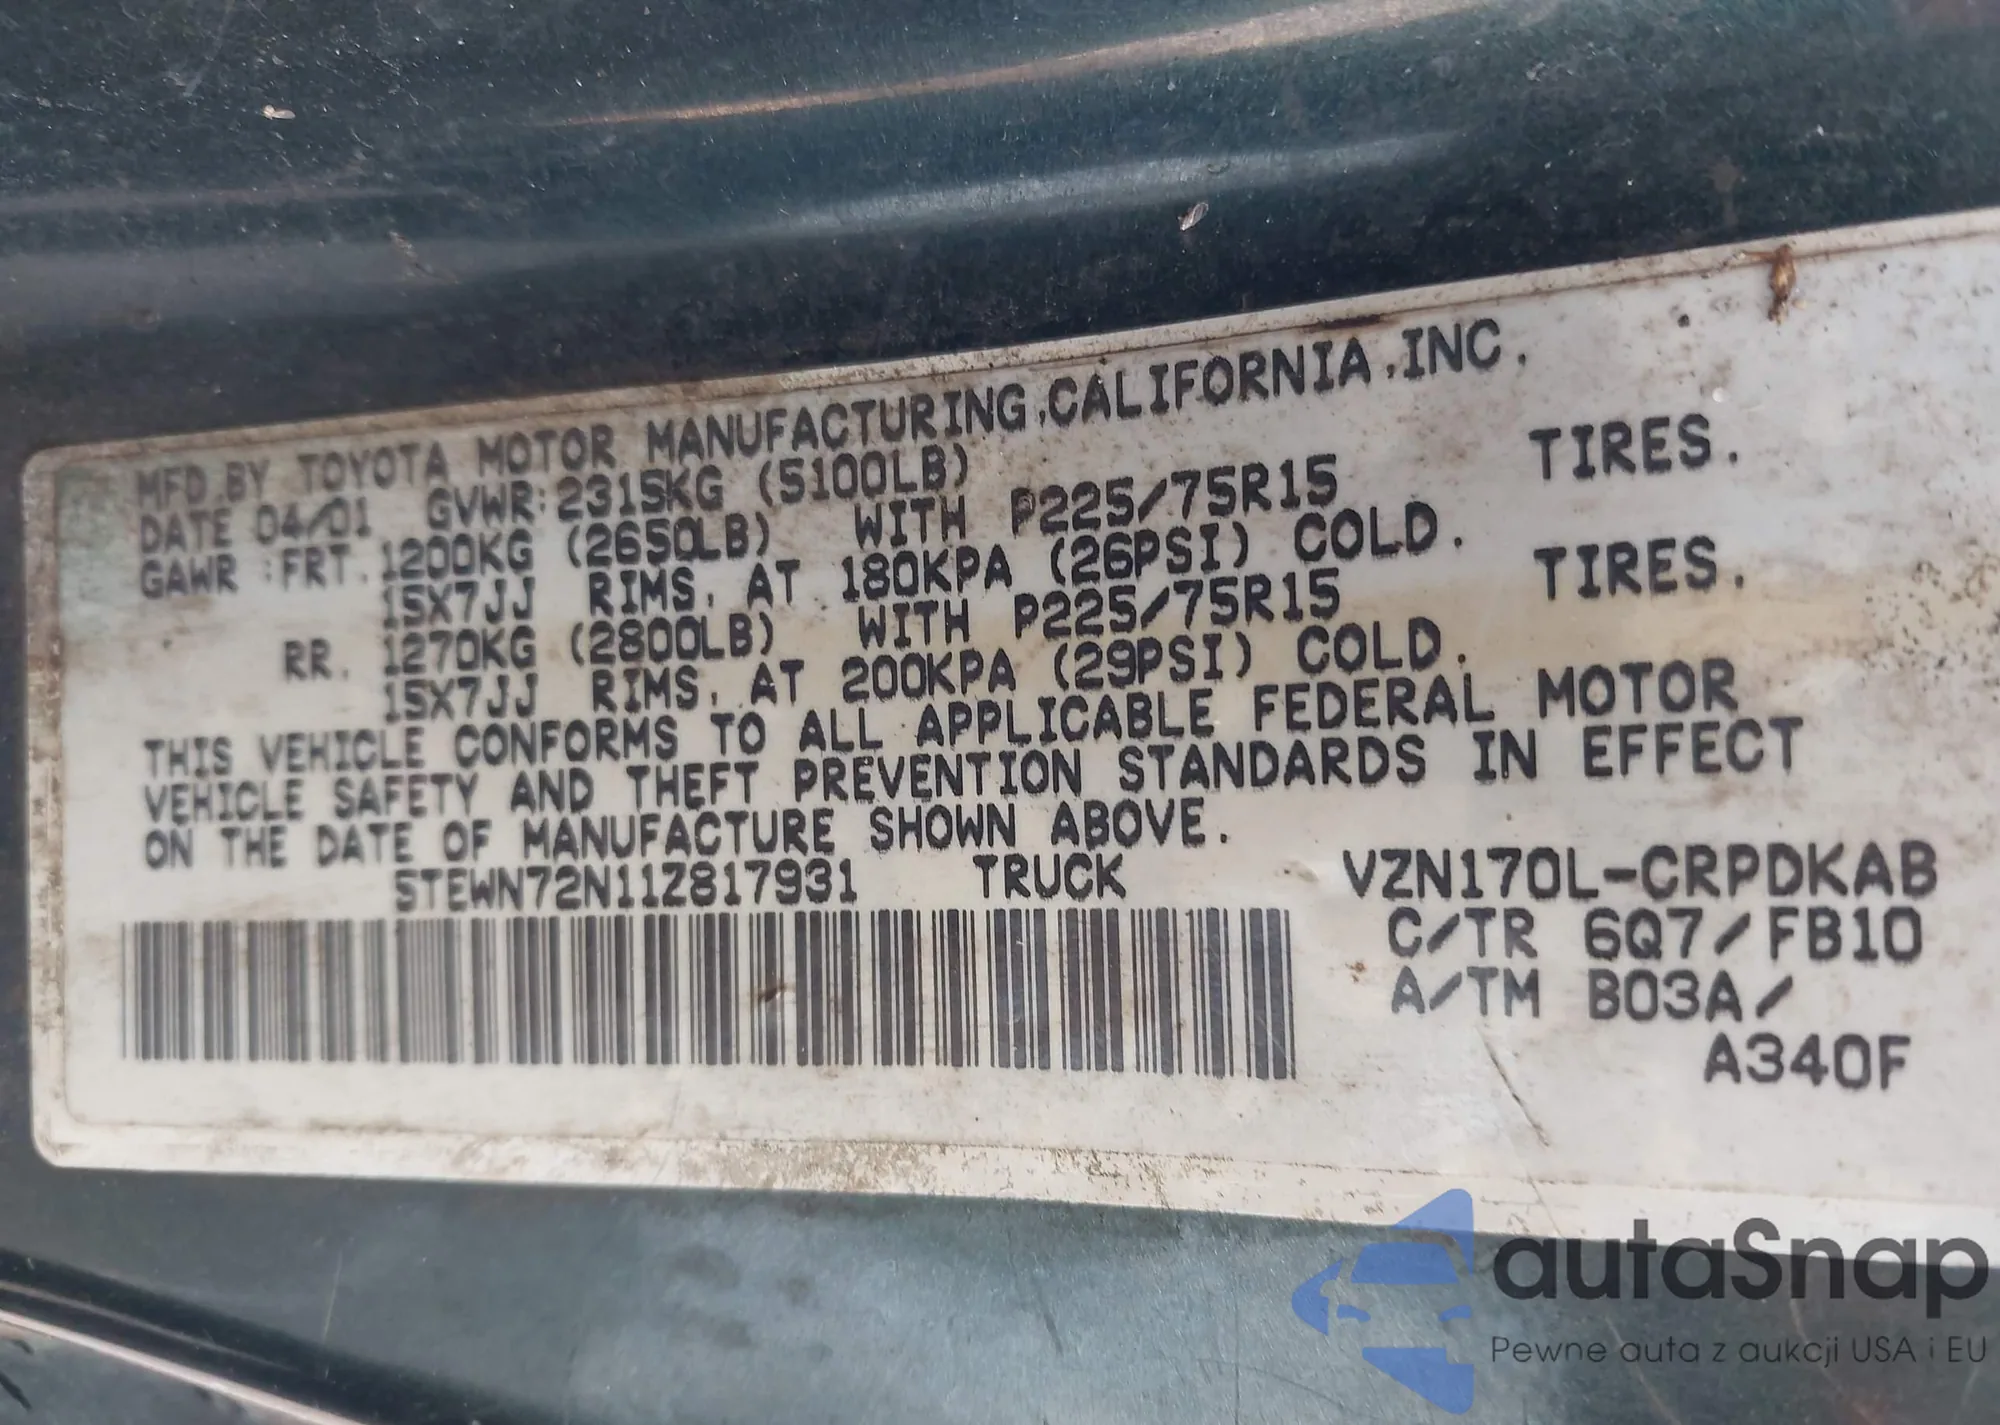 MFD.BY TOYOTA MOTOR MANUFACTURING,CALIFORNIA,INC.
DATE 04/01 GVWR:2315KG (5100LB)
GAWR :FRT. 1200KG (2650LB) WITH P225/75R15 TIRES.
15X7JJ RIMS, AT 180KPA (26PSI) COLD.
RR. 1270KG (2800LB) WITH P225/75R15 TIRES.
15X7JJ RIMS, AT 200KPA (29PSI) COLD.
THIS VEHICLE CONFORMS TO ALL APPLICABLE FEDERAL MOTOR
VEHICLE SAFETY AND THEFT PREVENTION STANDARDS IN EFFECT
ON THE DATE OF MANUFACTURE SHOWN ABOVE.
5TEWN72N11Z817931 TRUCK VZN170L-CRPDKAB
C/TR 6Q7/FB10
A/TM B03A/
A340F
autaSnap
Pewne auta z aukcji USA i EU